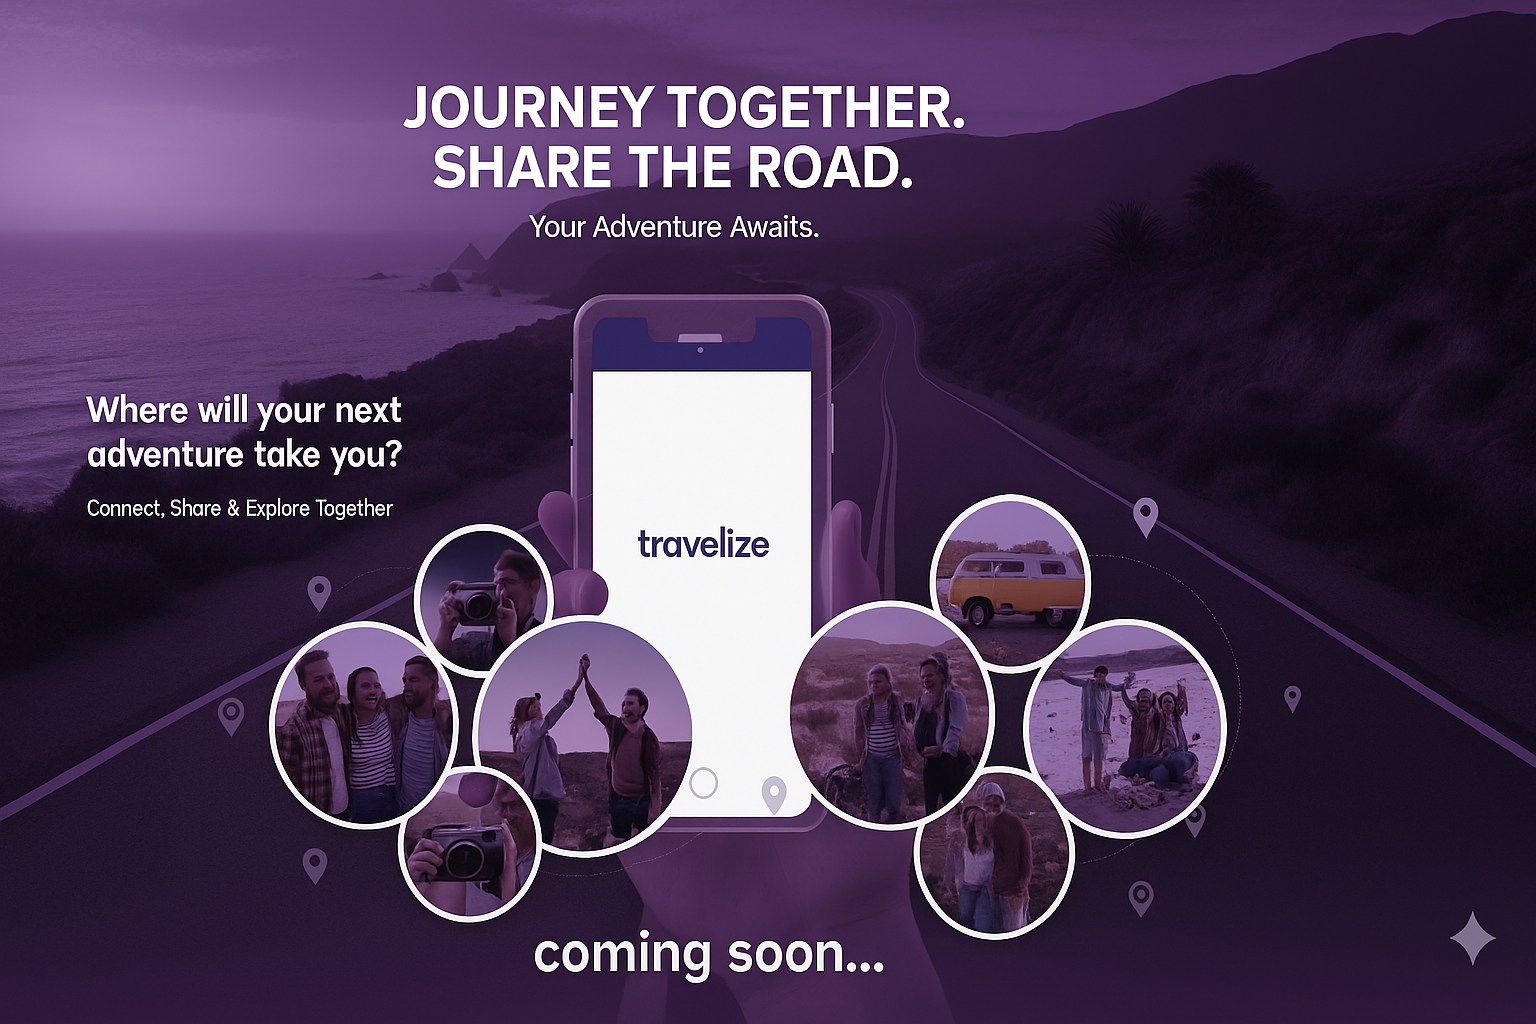 JOURNEY TOGETHER.
SHARE THE ROAD.
Your Adventure Awaits.
Where will your next
adventure take you?
Connect, Share & Explore Together
travelize
coming soon...